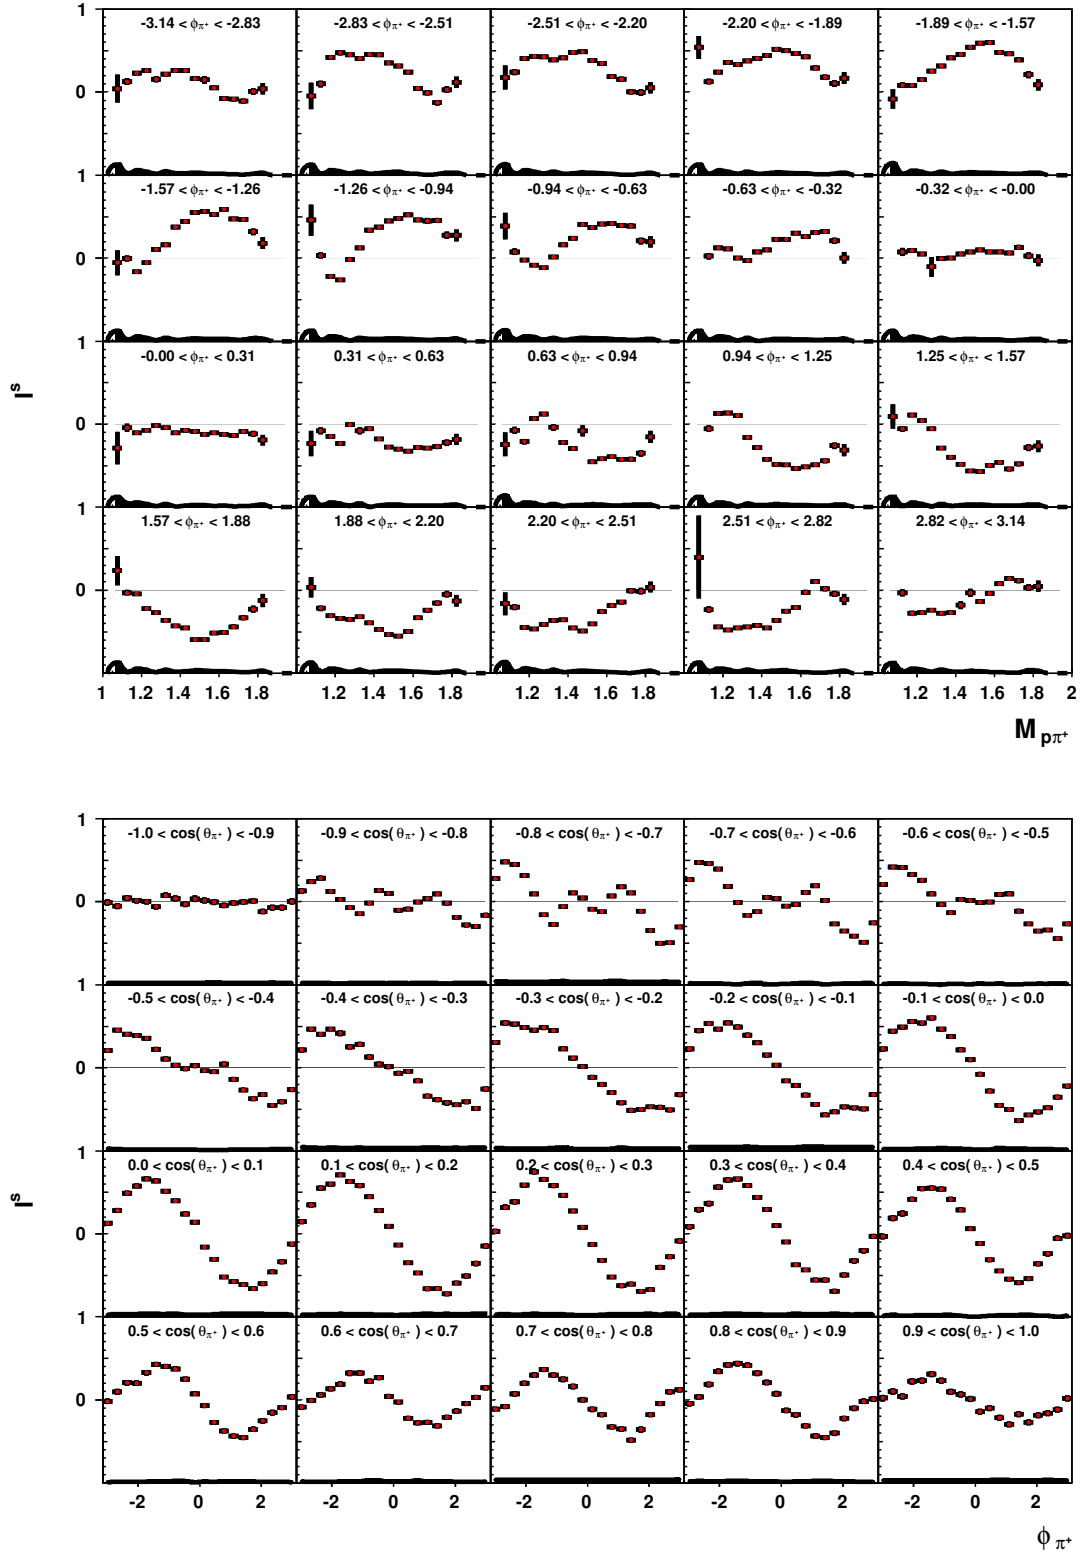 1
-3.14 < ϕπ+ < -2.83 -2.83 < ϕπ+ < -2.51 -2.51 < ϕπ+ < -2.20 -2.20 < ϕπ+ < -1.89 -1.89 < ϕπ+ < -1.57
0
1
-1.57 < ϕπ+ < -1.26 -1.26 < ϕπ+ < -0.94 -0.94 < ϕπ+ < -0.63 -0.63 < ϕπ+ < -0.32 -0.32 < ϕπ+ < -0.00
0
1
-0.00 < ϕπ+ < 0.31 0.31 < ϕπ+ < 0.63 0.63 < ϕπ+ < 0.94 0.94 < ϕπ+ < 1.25 1.25 < ϕπ+ < 1.57
Is
0
1
1.57 < ϕπ+ < 1.88 1.88 < ϕπ+ < 2.20 2.20 < ϕπ+ < 2.51 2.51 < ϕπ+ < 2.82 2.82 < ϕπ+ < 3.14
0
1 1.2 1.4 1.6 1.8 1.2 1.4 1.6 1.8 1.2 1.4 1.6 1.8 1.2 1.4 1.6 1.8 1.2 1.4 1.6 1.8 2
M pπ+
1
-1.0 < cos(θπ+) < -0.9 -0.9 < cos(θπ+) < -0.8 -0.8 < cos(θπ+) < -0.7 -0.7 < cos(θπ+) < -0.6 -0.6 < cos(θπ+) < -0.5
0
1
-0.5 < cos(θπ+) < -0.4 -0.4 < cos(θπ+) < -0.3 -0.3 < cos(θπ+) < -0.2 -0.2 < cos(θπ+) < -0.1 -0.1 < cos(θπ+) < 0.0
0
1
0.0 < cos(θπ+) < 0.1 0.1 < cos(θπ+) < 0.2 0.2 < cos(θπ+) < 0.3 0.3 < cos(θπ+) < 0.4 0.4 < cos(θπ+) < 0.5
Is
0
1
0.5 < cos(θπ+) < 0.6 0.6 < cos(θπ+) < 0.7 0.7 < cos(θπ+) < 0.8 0.8 < cos(θπ+) < 0.9 0.9 < cos(θπ+) < 1.0
0
-2 0 2 -2 0 2 -2 0 2 -2 0 2 -2 0 2
ϕ π+